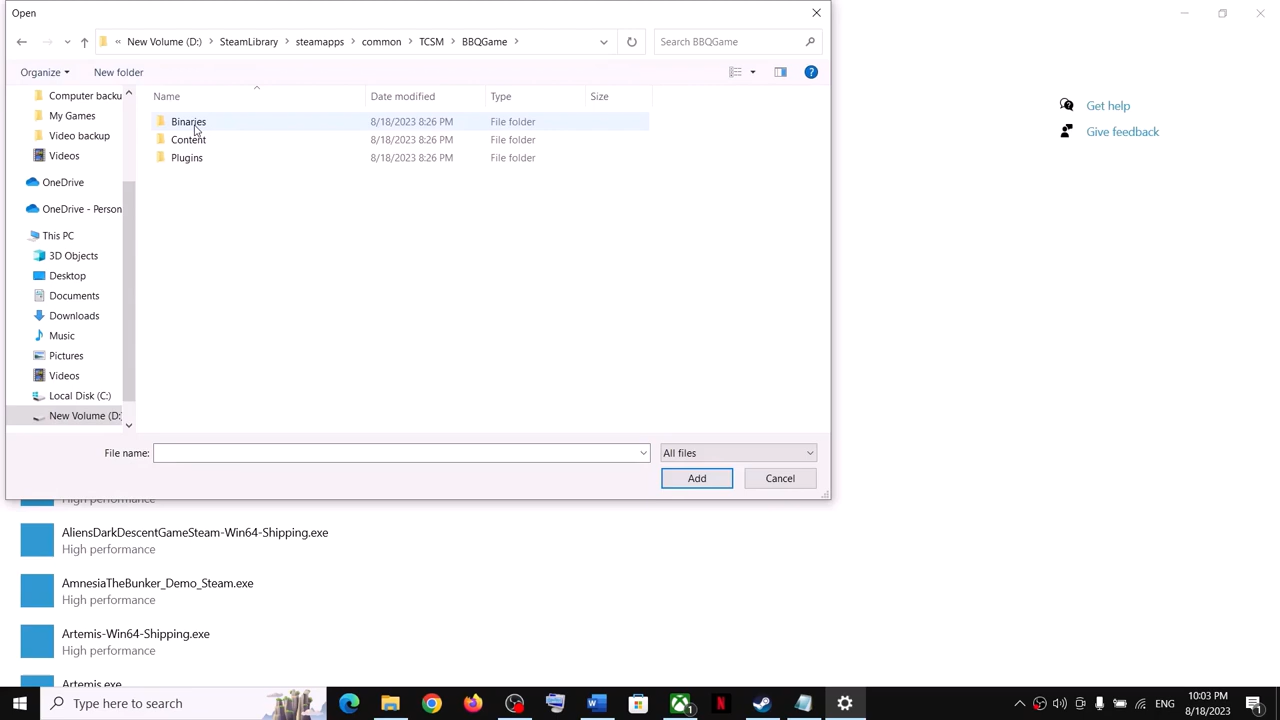 Open
« New Volume (D:) > SteamLibrary > steamapps > common > TCSM > BBQGame >
Search BBQGame
Organize
New folder
Name
Date modified
Type
Size
Binaries
8/18/2023 8:26 PM
File folder
Content
8/18/2023 8:26 PM
File folder
Plugins
8/18/2023 8:26 PM
File folder
Computer backu
My Games
Video backup
Videos
OneDrive
OneDrive - Person
This PC
3D Objects
Desktop
Documents
Downloads
Music
Pictures
Videos
Local Disk (C:)
New Volume (D:
File name:
All files
Add
Cancel
Get help
Give feedback
High performance
AliensDarkDescentGameSteam-Win64-Shipping.exe
High performance
AmnesiaTheBunker_Demo_Steam.exe
High performance
Artemis-Win64-Shipping.exe
High performance
Artemis.exe
Type here to search
1
ENG
10:03 PM
8/18/2023
1